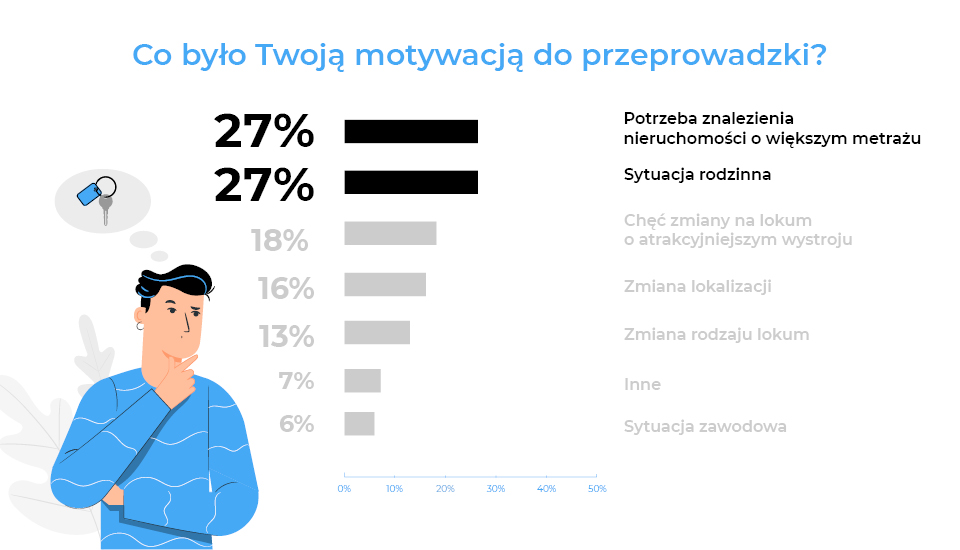 Co było Twoją motywacją do przeprowadzki?
27%
Potrzeba znalezienia
nieruchomości o większym metrażu
27%
Sytuacja rodzinna
18%
Chęć zmiany na lokum
o atrakcyjniejszym wystroju
16%
Zmiana lokalizacji
13%
Zmiana rodzaju lokum
7%
Inne
6%
Sytuacja zawodowa
0% 10% 20% 30% 40% 50%